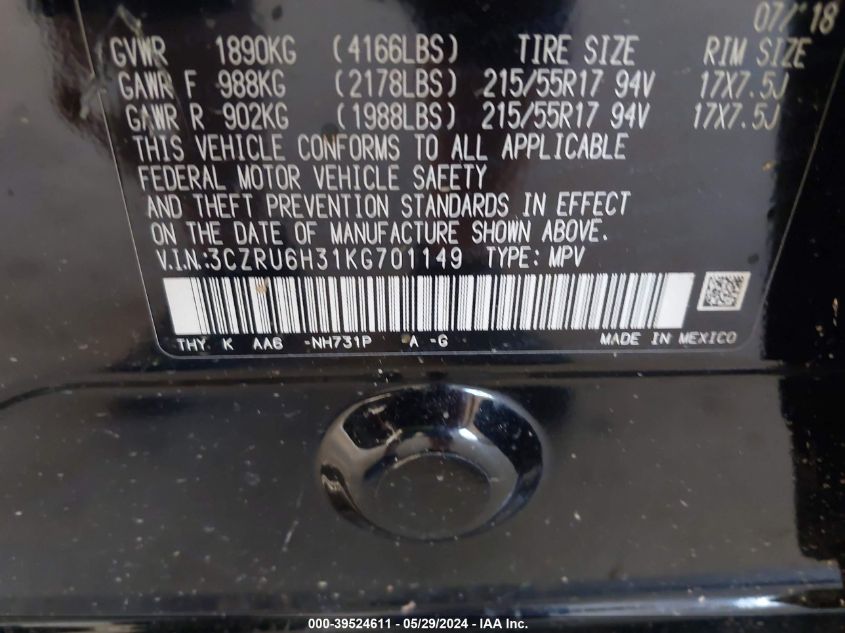 07/'18
GVWR 1890KG (4166LBS) TIRE SIZE RIM SIZE
GAWR F 988KG (2178LBS) 215/55R17 94V 17X7.5J
GAWR R 902KG (1988LBS) 215/55R17 94V 17X7.5J
THIS VEHICLE CONFORMS TO ALL APPLICABLE
FEDERAL MOTOR VEHICLE SAFETY
AND THEFT PREVENTION STANDARDS IN EFFECT
ON THE DATE OF MANUFACTURE SHOWN ABOVE.
V.I.N:3CZRU6H31KG701149 TYPE: MPV
THY K AA6 -NH731P A -G MADE IN MEXICO
000-39524611 - 05/29/2024 - IAA Inc.